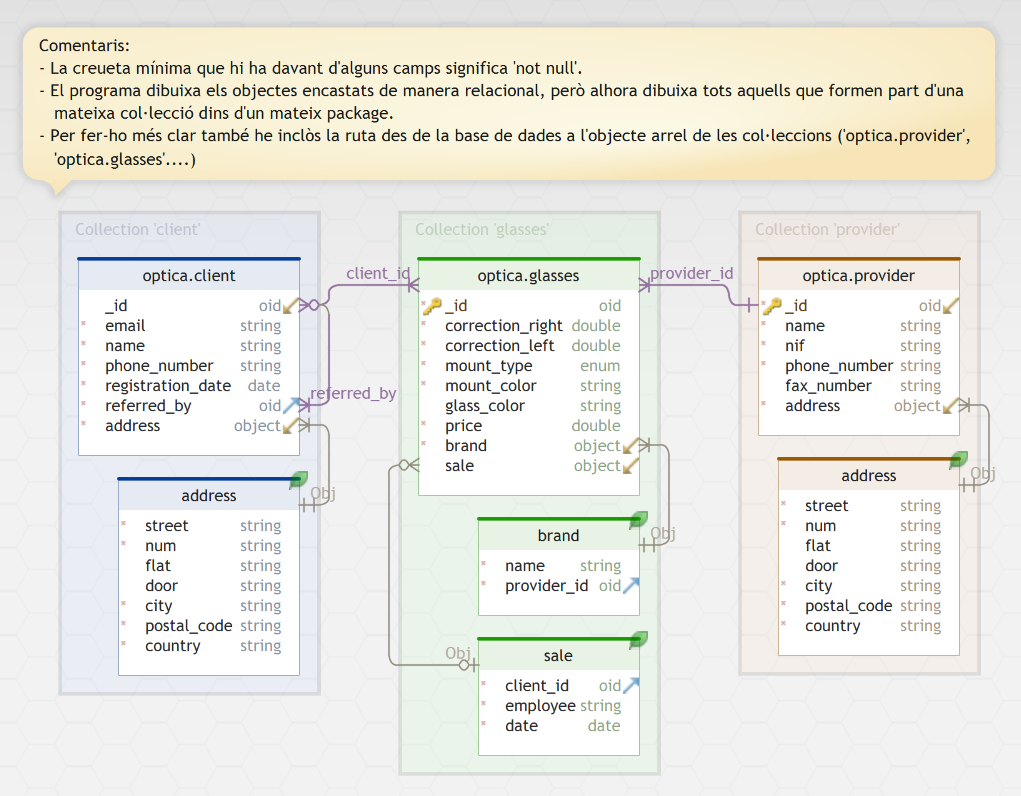 Comentaris:
- La creueta mínima que hi ha davant d'alguns camps significa 'not null'.
- El programa dibuixa els objectes encastats de manera relacional, però alhora dibuixa tots aquells que formen part d'una
mateixa col·lecció dins d'un mateix package.
- Per fer-ho més clar també he inclòs la ruta des de la base de dades a l'objecte arrel de les col·leccions ('optica.provider',
'optica.glasses'....)
Collection 'client'
optica.client
_id oid
* email string
* name string
* phone_number string
* registration_date date
* referred_by oid
* address object
referred_by
client_id
address
Obj
* street string
* num string
flat string
door string
* city string
* postal_code string
* country string
Collection 'glasses'
optica.glasses
* _id oid
* correction_right double
* correction_left double
* mount_type enum
* mount_color string
glass_color string
* price double
* brand object
sale object
provider_id
brand
Obj
* name string
* provider_id oid
Obj
sale
* client_id oid
* employee string
* date date
Collection 'provider'
optica.provider
* _id oid
* name string
* nif string
* phone_number string
fax_number string
* address object
address
Obj
* street string
* num string
flat string
door string
* city string
* postal_code string
* country string